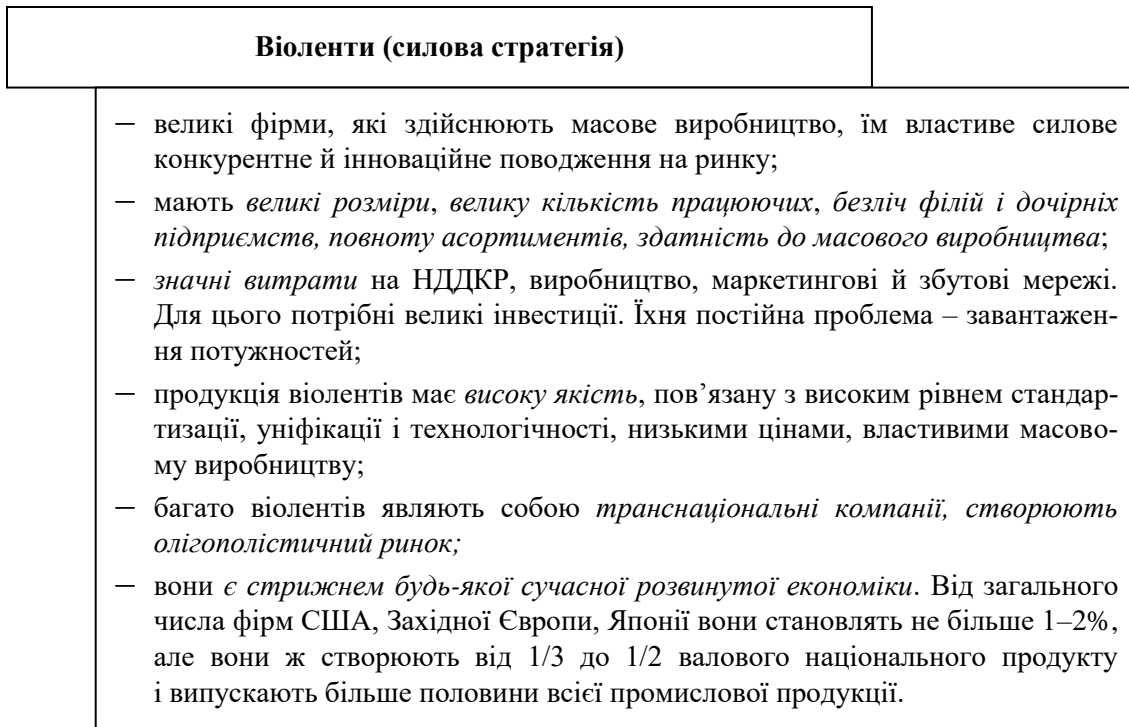 Віоленти (силова стратегія)
— великі фірми, які здійснюють масове виробництво, їм властиве силове
конкурентне й інноваційне поводження на ринку;
— мають великі розміри, велику кількість працюючих, безліч філій і дочірніх
підприємств, повноту асортиментів, здатність до масового виробництва;
— значні витрати на НДДКР, виробництво, маркетингові й збутові мережі.
Для цього потрібні великі інвестиції. Їхня постійна проблема – завантажен-
ня потужностей;
— продукція віолентів має високу якість, пов’язану з високим рівнем стандар-
тизації, уніфікації і технологічності, низькими цінами, властивими масово-
му виробництву;
— багато віолентів являють собою транснаціональні компанії, створюють
олігополістичний ринок;
— вони є стрижнем будь-якої сучасної розвинутої економіки. Від загального
числа фірм США, Західної Європи, Японії вони становлять не більше 1–2%,
але вони ж створюють від 1/3 до 1/2 валового національного продукту
і випускають більше половини всієї промислової продукції.